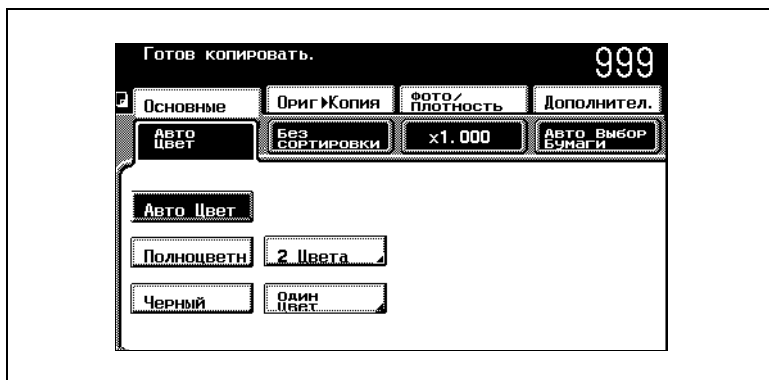 Готов копировать.
999
Основные
Ориг▶Копия
Фото/
плотность
Дополнител.
Авто
Цвет
Без
сортировки
x1.000
Авто Выбор
Бумаги
Авто Цвет
Полноцветн
2 Цвета
Черный
Один
Цвет